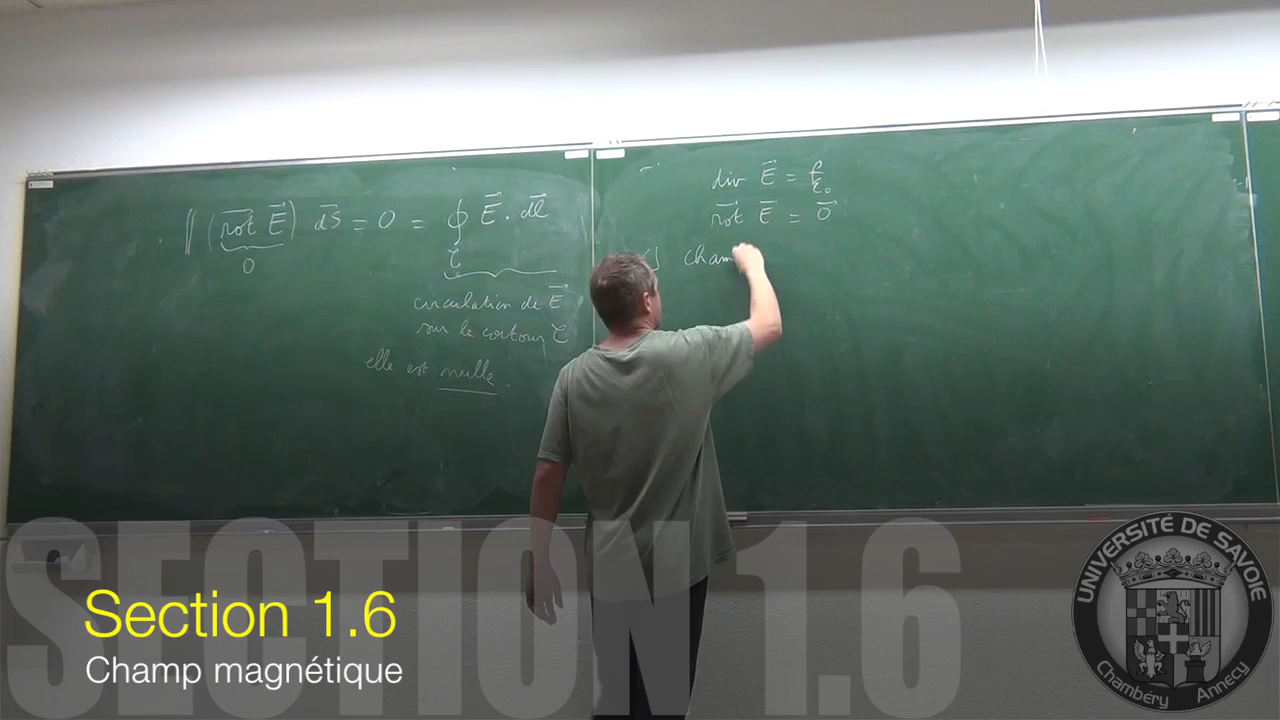 ∬ (rot E) dS = 0 = ∮ E . dl
0
τ
circulation de E
sur le contour τ
elle est nulle.
div E = ρ/ε₀
rot E = 0
c) cham
SECTION 1.6
Section 1.6
Champ magnétique
UNIVERSITÉ DE SAVOIE
Chambéry Annecy